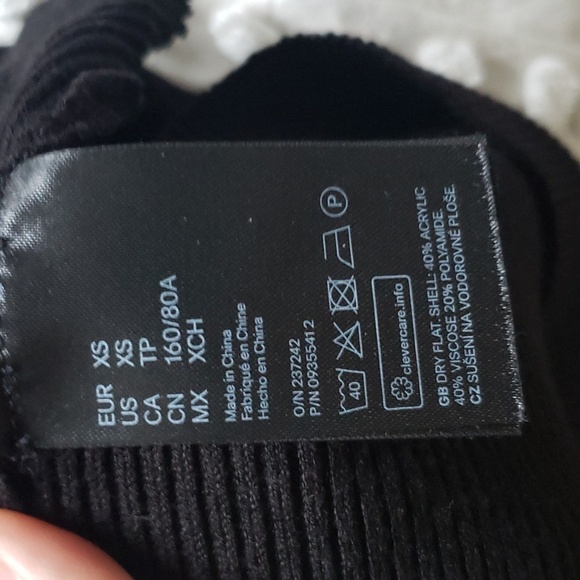 EUR XS
US XS
CA TP
CN 160/80A
MX XCH
Made in China
Fabriqué en Chine
Hecho en China
O/N 237242
P/N 09355412
40 P
clevercare.info
GB DRY FLAT. SHELL: 40% ACRYLIC
40% VISCOSE 20% POLYAMIDE.
CZ SUŠENÍ NA VODOROVNÉ PLOŠE.